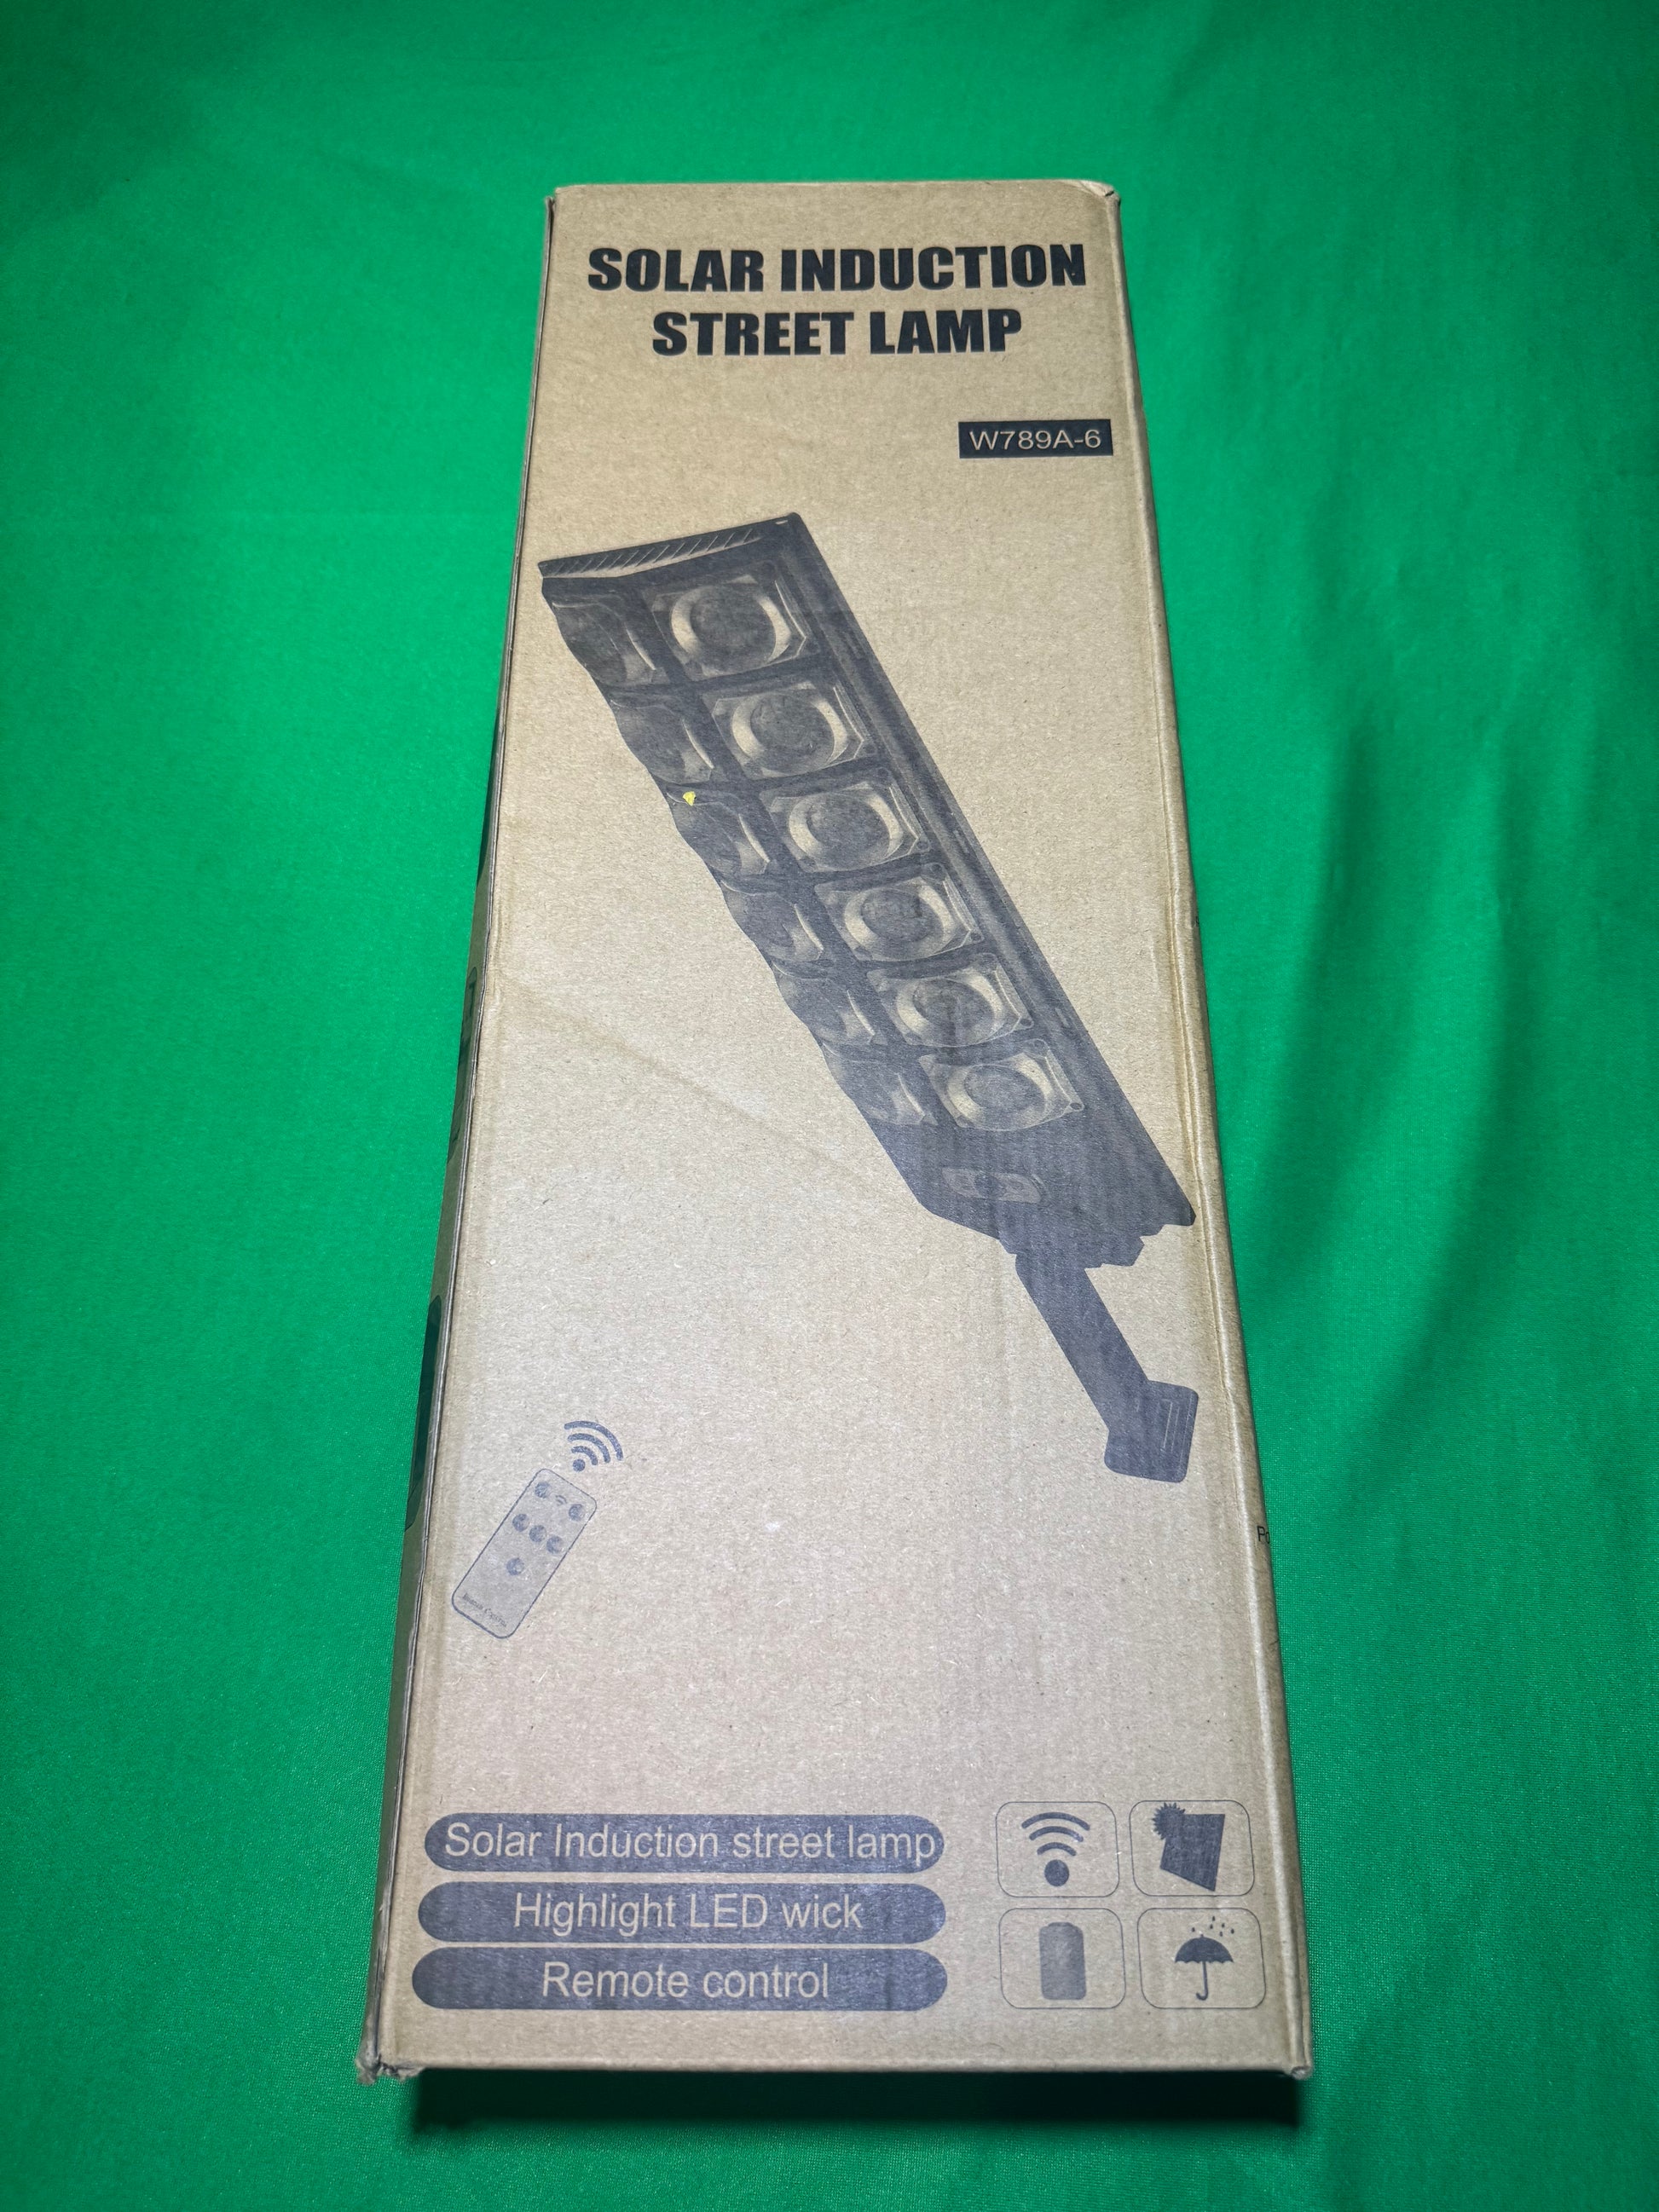 SOLAR INDUCTION
STREET LAMP
W789A-6
Solar Induction street lamp
Highlight LED wick
Remote control